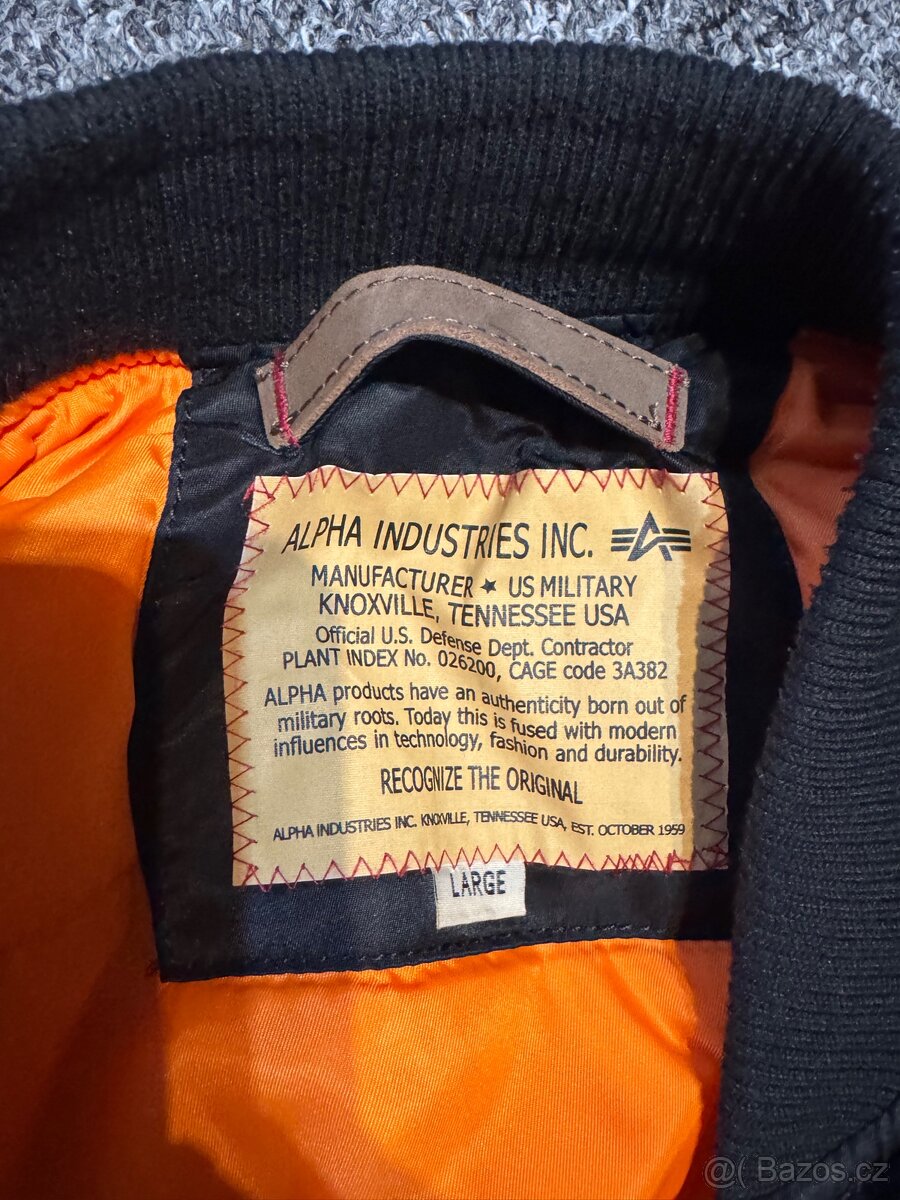 ALPHA INDUSTRIES INC.
MANUFACTURER ★ US MILITARY
KNOXVILLE, TENNESSEE USA
Official U.S. Defense Dept. Contractor
PLANT INDEX No. 026200, CAGE code 3A382
ALPHA products have an authenticity born out of
military roots. Today this is fused with modern
influences in technology, fashion and durability.
RECOGNIZE THE ORIGINAL
ALPHA INDUSTRIES INC. KNOXVILLE, TENNESSEE USA, EST. OCTOBER 1959
LARGE
@( Bazos.cz